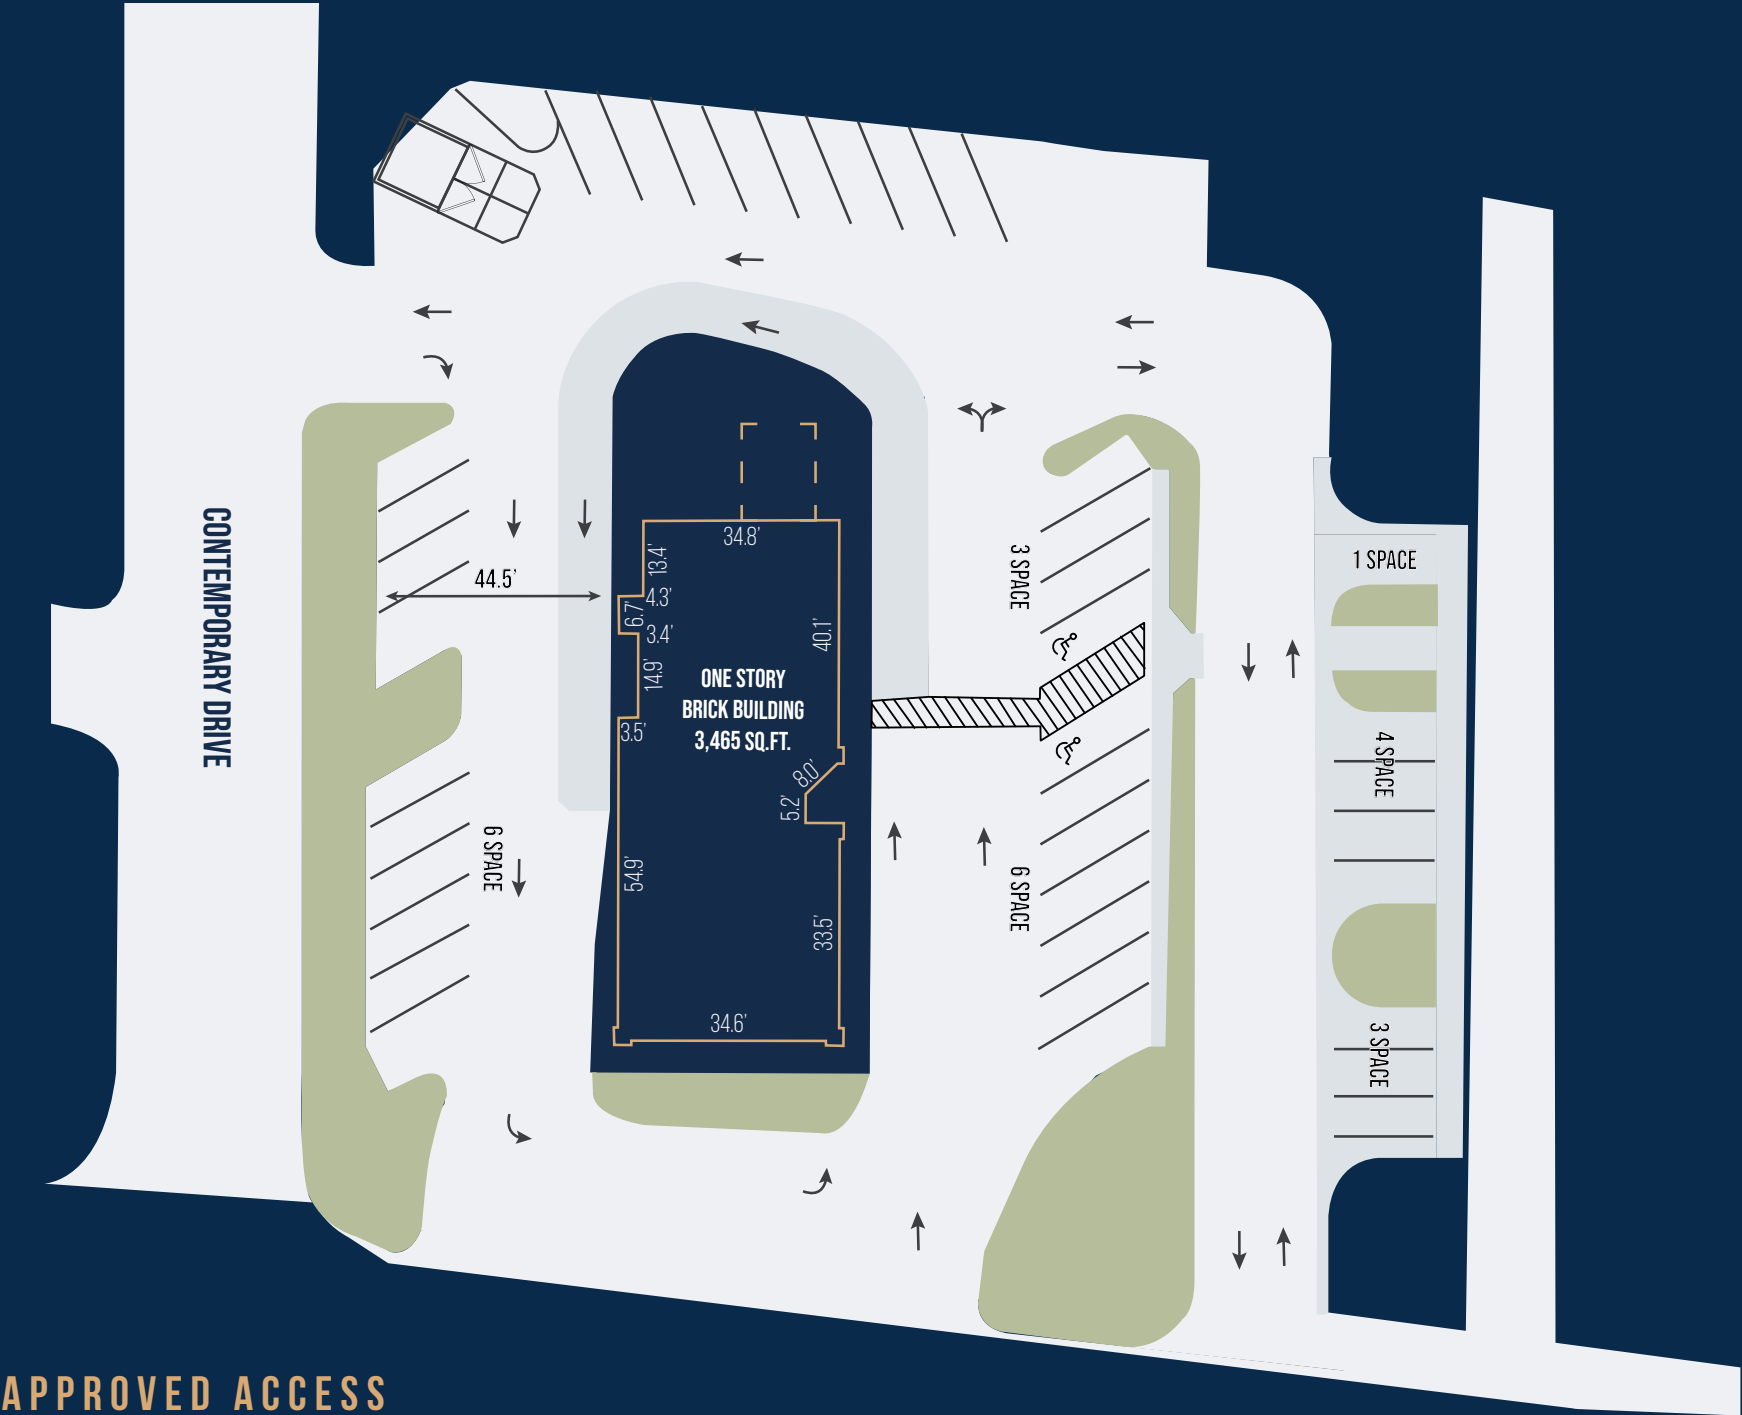 34.8'
13.4'
44.5'
4.3'
6.7'
3.4'
14.9'
40.1'
3 SPACE
1 SPACE
CONTEMPORARY DRIVE
ONE STORY
BRICK BUILDING
3,465 SQ.FT.
3.5'
8.0'
5.2'
4 SPACE
6 SPACE
54.9'
33.5'
6 SPACE
34.6'
3 SPACE
APPROVED ACCESS